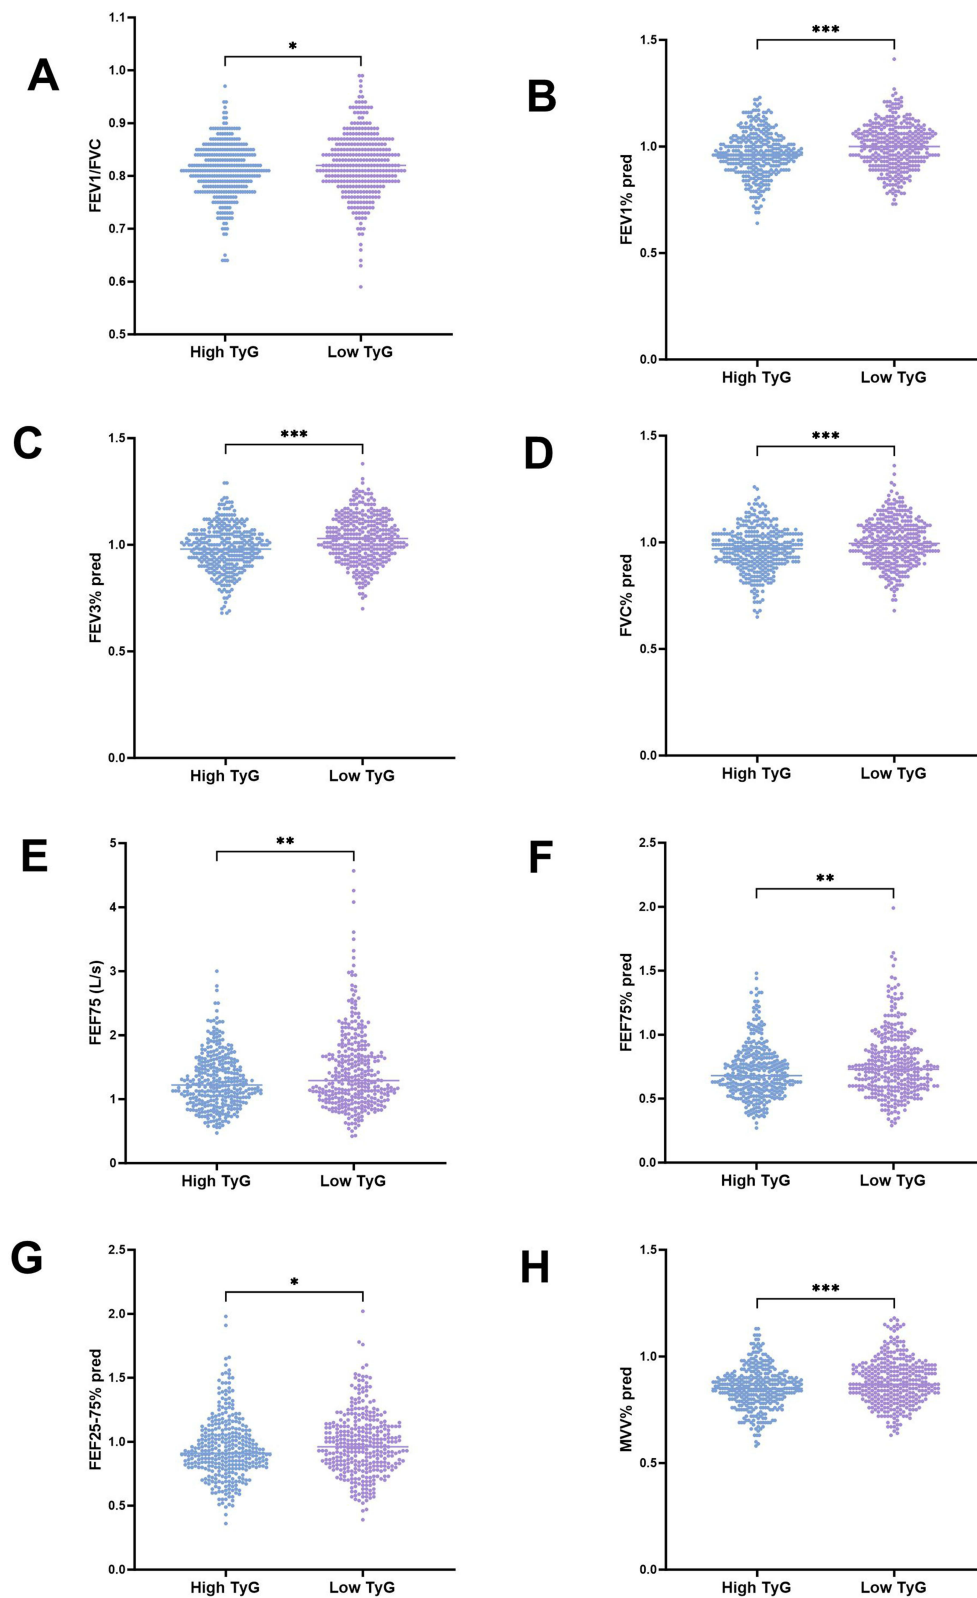 A
FEV1/FVC
1.1
1.0
0.9
0.8
0.7
0.6
0.5
*
High TyG
Low TyG
B
FEV1% pred
1.5
1.0
0.5
0.0
***
High TyG
Low TyG
C
FEV3% pred
1.5
1.0
0.5
0.0
***
High TyG
Low TyG
D
FVC% pred
1.5
1.0
0.5
0.0
***
High TyG
Low TyG
E
FEF75 (L/s)
5
4
3
2
1
0
**
High TyG
Low TyG
F
FEF75% pred
2.5
2.0
1.5
1.0
0.5
0.0
**
High TyG
Low TyG
G
FEF25-75% pred
2.5
2.0
1.5
1.0
0.5
0.0
*
High TyG
Low TyG
H
MVV% pred
1.5
1.0
0.5
0.0
***
High TyG
Low TyG